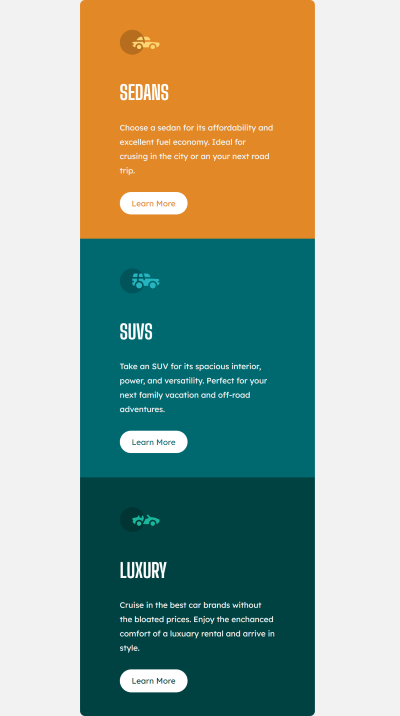 SEDANS
Choose a sedan for its affordability and
excellent fuel economy. Ideal for
crusing in the city or an your next road
trip.
Learn More
SUVS
Take an SUV for its spacious interior,
power, and versatility. Perfect for your
next family vacation and off-road
adventures.
Learn More
LUXURY
Cruise in the best car brands without
the bloated prices. Enjoy the enchanced
comfort of a luxuary rental and arrive in
style.
Learn More